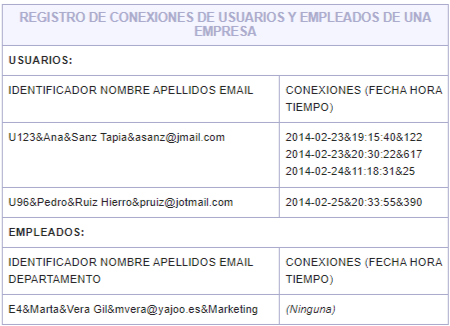 REGISTRO DE CONEXIONES DE USUARIOS Y EMPLEADOS DE UNA
EMPRESA
USUARIOS:
IDENTIFICADOR NOMBRE APELLIDOS EMAIL
CONEXIONES (FECHA HORA
TIEMPO)
U123&Ana&Sanz Tapia&asanz@jmail.com
2014-02-23&19:15:40&122
2014-02-23&20:30:22&617
2014-02-24&11:18:31&25
U96&Pedro&Ruiz Hierro&pruiz@jotmail.com
2014-02-25&20:33:55&390
EMPLEADOS:
IDENTIFICADOR NOMBRE APELLIDOS EMAIL
DEPARTAMENTO
CONEXIONES (FECHA HORA
TIEMPO)
E4&Marta&Vera Gil&mvera@yajoo.es&Marketing
(Ninguna)